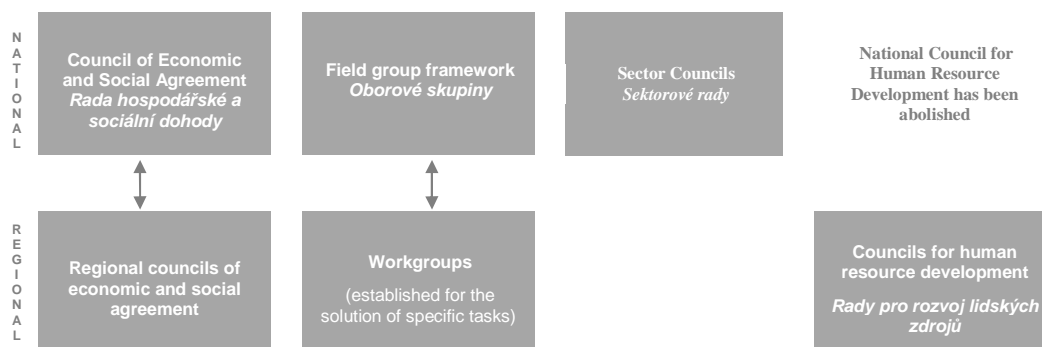 NATIONAL
Council of Economic
and Social Agreement
Rada hospodářské a
sociální dohody
Field group framework
Oborové skupiny
Sector Councils
Sektorové rady
National Council for
Human Resource
Development has been
abolished
REGIONAL
Regional councils of
economic and social
agreement
Workgroups
(established for the
solution of specific tasks)
Councils for human
resource development
Rady pro rozvoj lidských
zdrojů